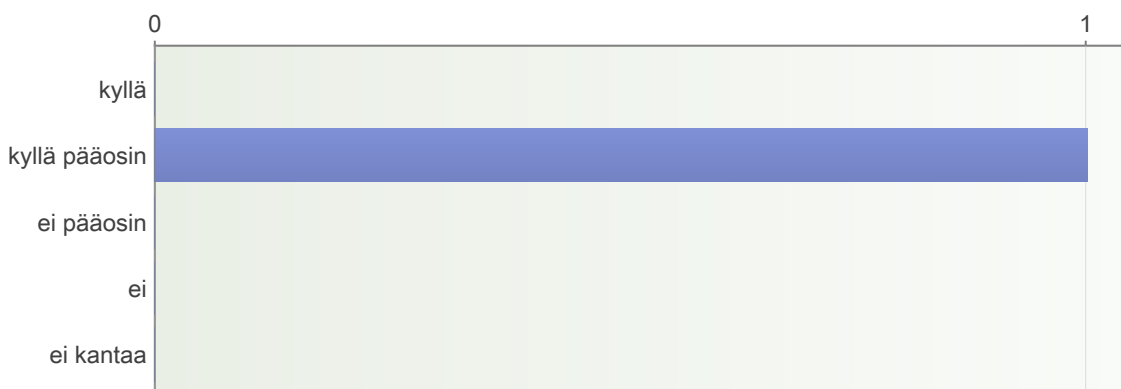 0 1
kyllä
kyllä pääosin
ei pääosin
ei
ei kantaa